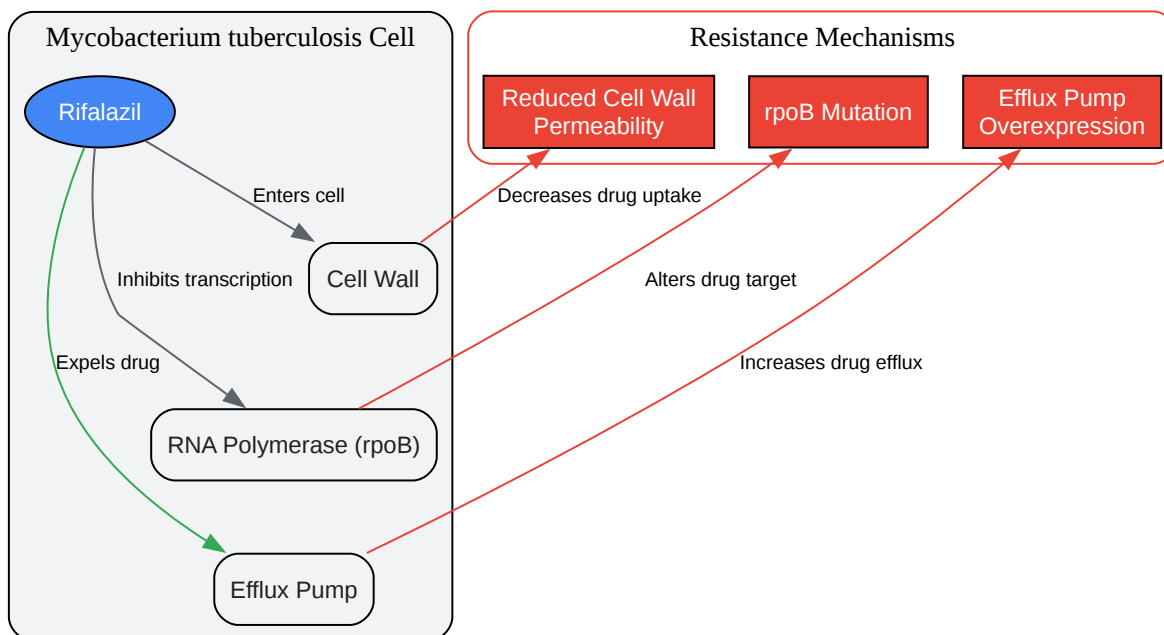 Mycobacterium tuberculosis Cell
Resistance Mechanisms
Rifalazil
Reduced Cell Wall
Permeability
rpoB Mutation
Efflux Pump
Overexpression
Enters cell
Decreases drug uptake
Inhibits transcription
Cell Wall
Alters drug target
Expels drug
Increases drug efflux
RNA Polymerase (rpoB)
Efflux Pump